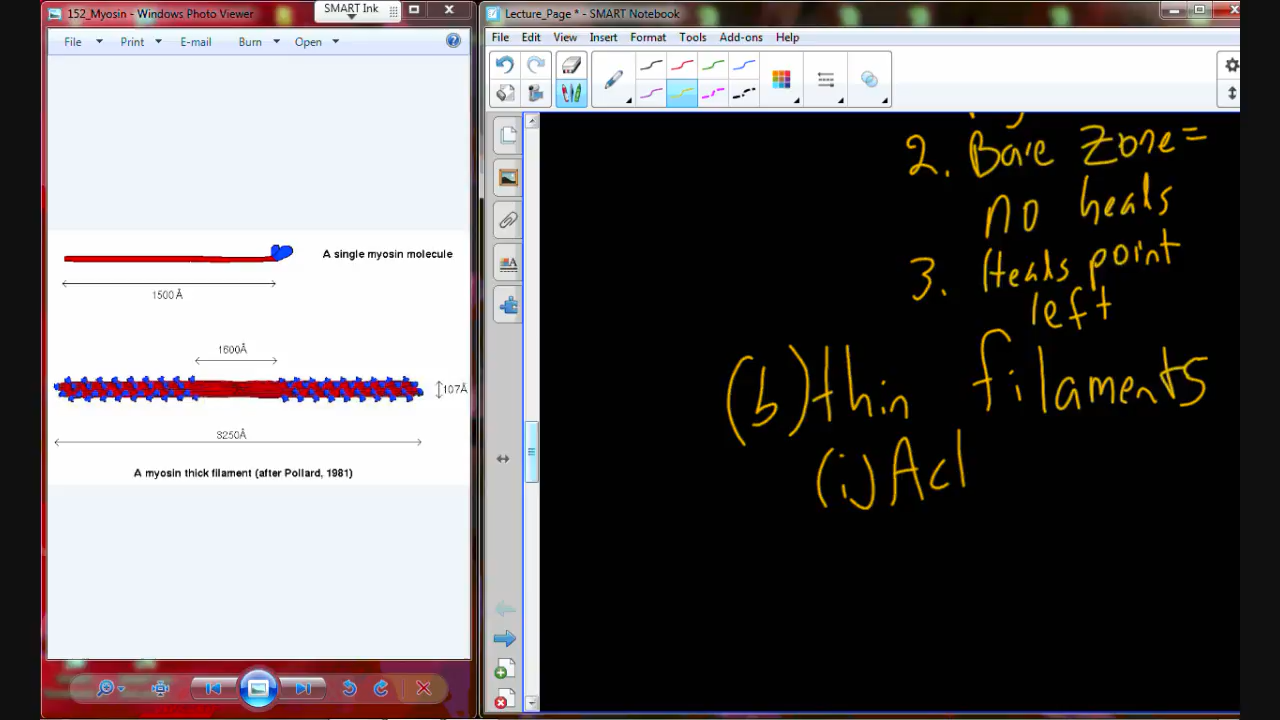 152_Myosin - Windows Photo Viewer
SMART Ink
File Print E-mail Burn Open
A single myosin molecule
1500Å
1600Å
107Å
3250Å
A myosin thick filament (after Pollard, 1981)
Lecture_Page * - SMART Notebook
File Edit View Insert Format Tools Add-ons Help
2. Bare Zone =
no heads
3. Heads point
left
(b) thin filaments
(i) Act